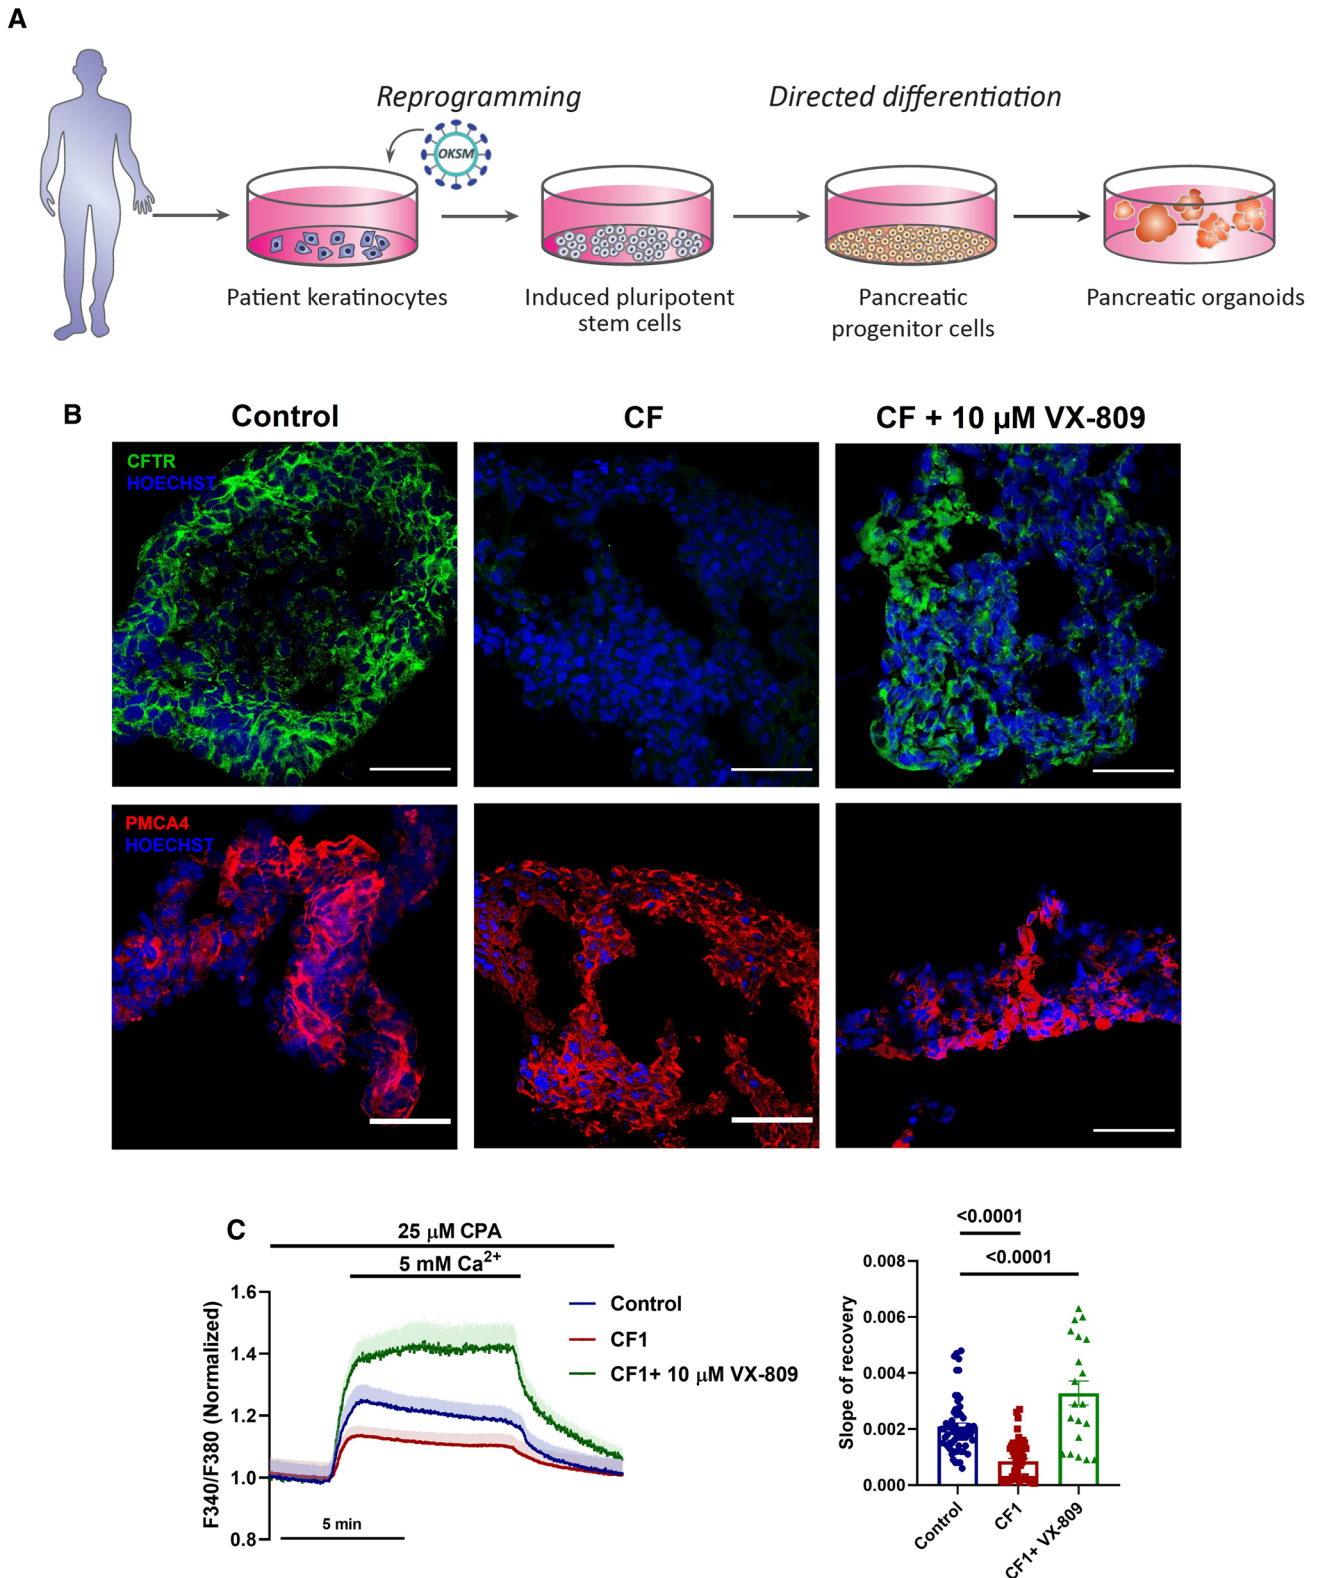 A
Reprogramming
Directed differentiation
OKSM
Patient keratinocytes
Induced pluripotent
stem cells
Pancreatic
progenitor cells
Pancreatic organoids
B
Control
CF
CF + 10 µM VX-809
CFTR
HOECHST
PMCA4
HOECHST
C
25 µM CPA
5 mM Ca²⁺
F340/F380 (Normalized)
1.6
1.4
1.2
1.0
0.8
5 min
Control
CF1
CF1+ 10 µM VX-809
<0.0001
<0.0001
Slope of recovery
0.008
0.006
0.004
0.002
0.000
Control
CF1
CF1+ VX-809